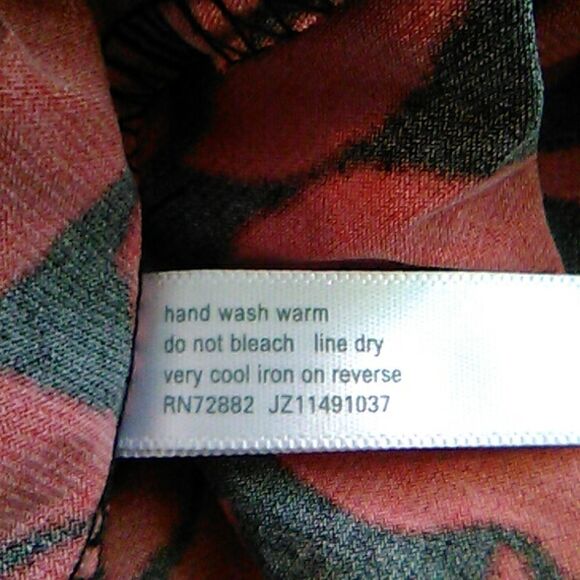 hand wash warm
do not bleach line dry
very cool iron on reverse
RN72882 JZ11491037